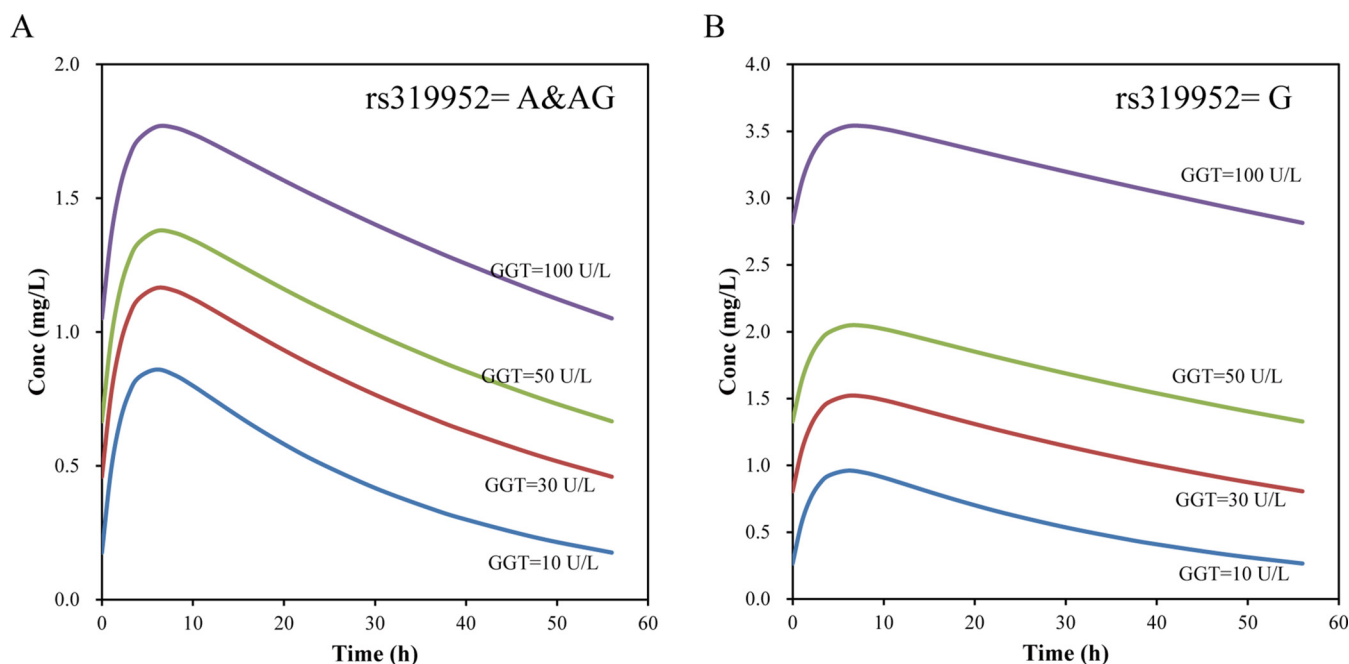 A
rs319952= A&AG
2.0
1.5
1.0
0.5
0.0
Conc (mg/L)
GGT=100 U/L
GGT=50 U/L
GGT=30 U/L
GGT=10 U/L
0 10 20 30 40 50 60
Time (h)
B
rs319952= G
4.0
3.5
3.0
2.5
2.0
1.5
1.0
0.5
0.0
Conc (mg/L)
GGT=100 U/L
GGT=50 U/L
GGT=30 U/L
GGT=10 U/L
0 10 20 30 40 50 60
Time (h)